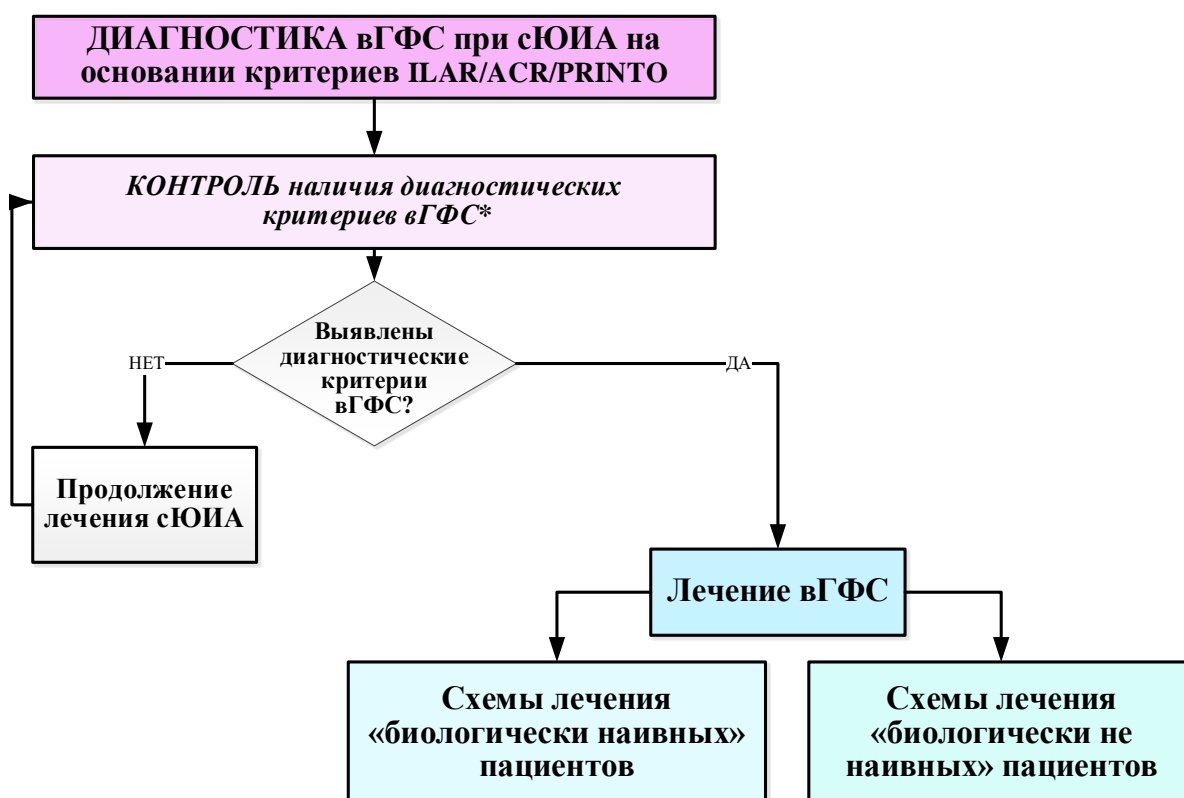 ДИАГНОСТИКА вГФС при сЮИА на
основании критериев ILAR/ACR/PRINTO
КОНТРОЛЬ наличия диагностических
критериев вГФС*
Выявлены
диагностические
критерии
вГФС?
НЕТ
ДА
Продолжение
лечения сЮИА
Лечение вГФС
Схемы лечения
«биологически наивных»
пациентов
Схемы лечения
«биологически не
наивных» пациентов